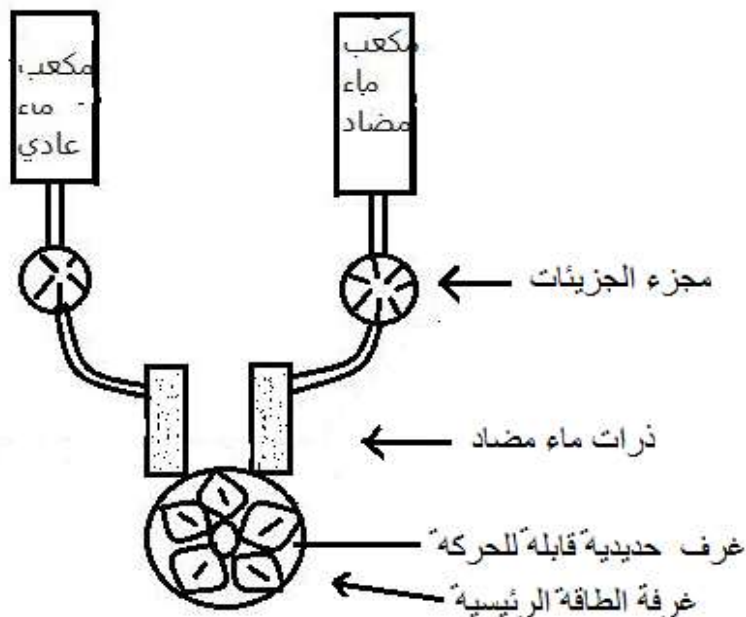 مكعب
ماء
عادي
مكعب
ماء
مضاد
مجزء الجزيئات
ذرات ماء مضاد
غرف حديدية قابلة للحركة
غرفة الطاقة الرئيسية